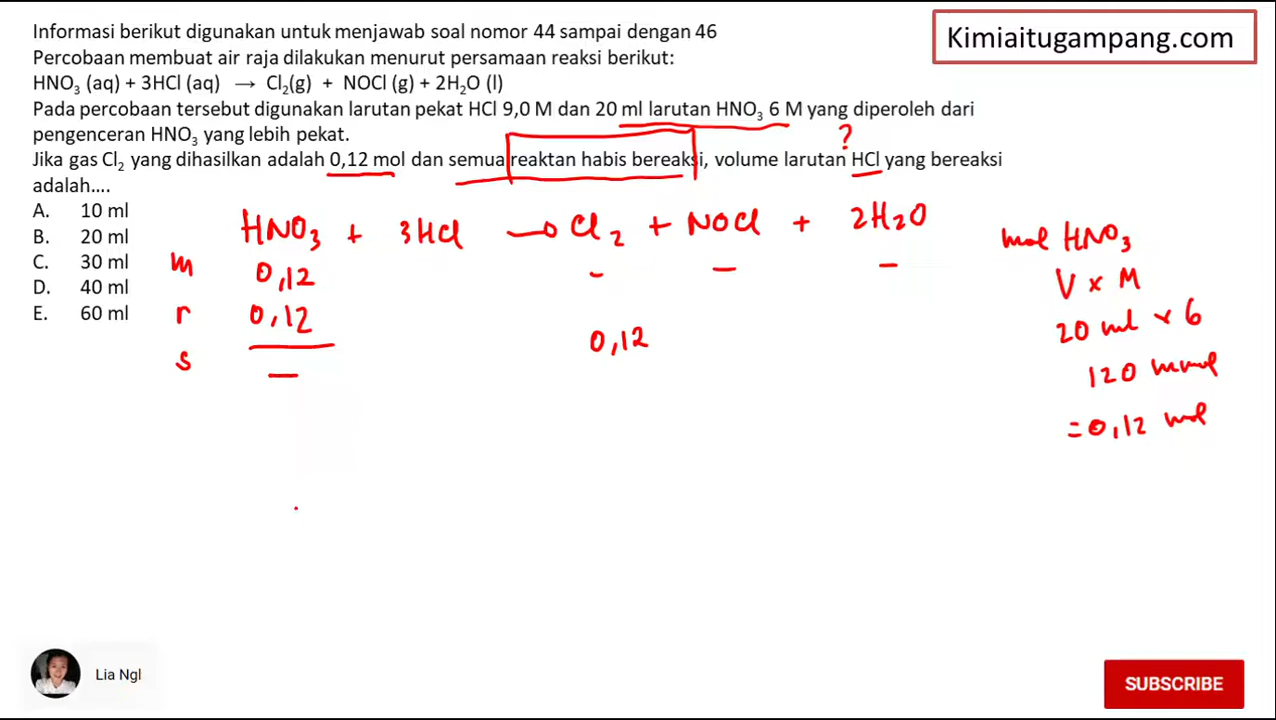 Informasi berikut digunakan untuk menjawab soal nomor 44 sampai dengan 46
Kimiaitugampang.com
Percobaan membuat air raja dilakukan menurut persamaan reaksi berikut:
HNO₃ (aq) + 3HCl (aq) → Cl₂(g) + NOCl (g) + 2H₂O (l)
Pada percobaan tersebut digunakan larutan pekat HCl 9,0 M dan 20 ml larutan HNO₃ 6 M yang diperoleh dari
pengenceran HNO₃ yang lebih pekat.
?
Jika gas Cl₂ yang dihasilkan adalah 0,12 mol dan semua reaktan habis bereaksi, volume larutan HCl yang bereaksi
adalah....
A. 10 ml
B. 20 ml
C. 30 ml
D. 40 ml
E. 60 ml
HNO₃ + 3HCl → Cl₂ + NOCl + 2H₂O
m 0,12 - - -
r 0,12 0,12
s -
mol HNO₃
V x M
20 ml x 6
120 mmol
= 0,12 mol
Lia Ngl
SUBSCRIBE